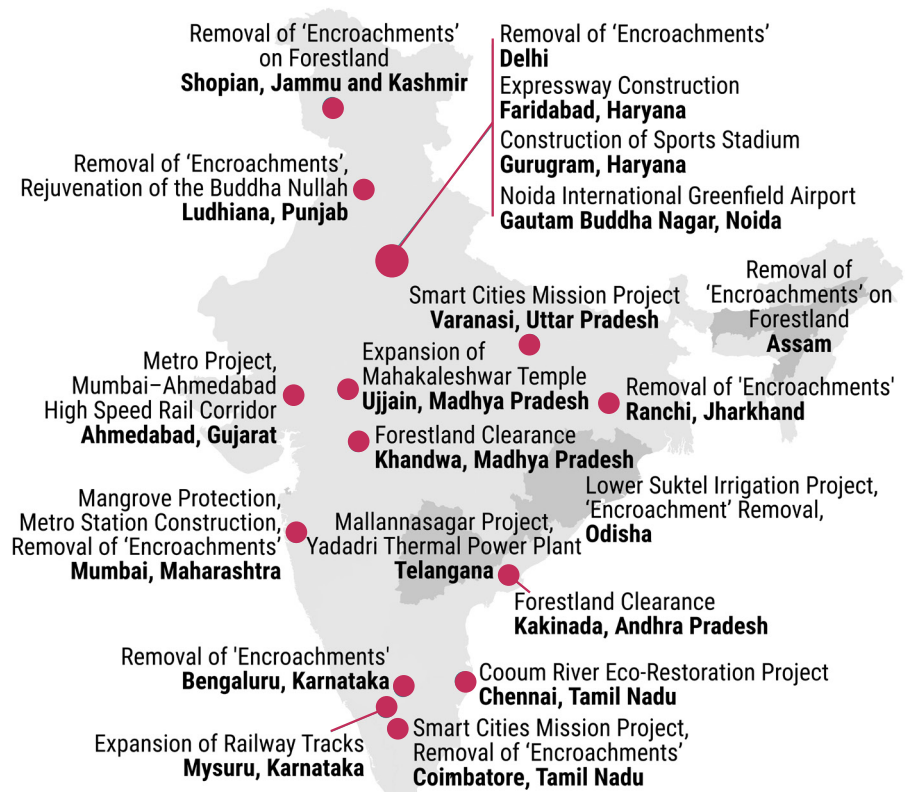 Removal of ‘Encroachments’
on Forestland
Shopian, Jammu and Kashmir
Removal of ‘Encroachments’
Delhi
Expressway Construction
Faridabad, Haryana
Construction of Sports Stadium
Gurugram, Haryana
Noida International Greenfield Airport
Gautam Buddha Nagar, Noida
Removal of ‘Encroachments’,
Rejuvenation of the Buddha Nullah
Ludhiana, Punjab
Smart Cities Mission Project
Varanasi, Uttar Pradesh
Removal of
‘Encroachments’ on
Forestland
Assam
Metro Project,
Mumbai–Ahmedabad
High Speed Rail Corridor
Ahmedabad, Gujarat
Expansion of
Mahakaleshwar Temple
Ujjain, Madhya Pradesh
Removal of 'Encroachments'
Ranchi, Jharkhand
Forestland Clearance
Khandwa, Madhya Pradesh
Lower Suktel Irrigation Project,
‘Encroachment’ Removal,
Odisha
Mangrove Protection,
Metro Station Construction,
Removal of ‘Encroachments’
Mumbai, Maharashtra
Mallannasagar Project,
Yadadri Thermal Power Plant
Telangana
Forestland Clearance
Kakinada, Andhra Pradesh
Removal of 'Encroachments'
Bengaluru, Karnataka
Cooum River Eco-Restoration Project
Chennai, Tamil Nadu
Expansion of Railway Tracks
Mysuru, Karnataka
Smart Cities Mission Project,
Removal of ‘Encroachments’
Coimbatore, Tamil Nadu